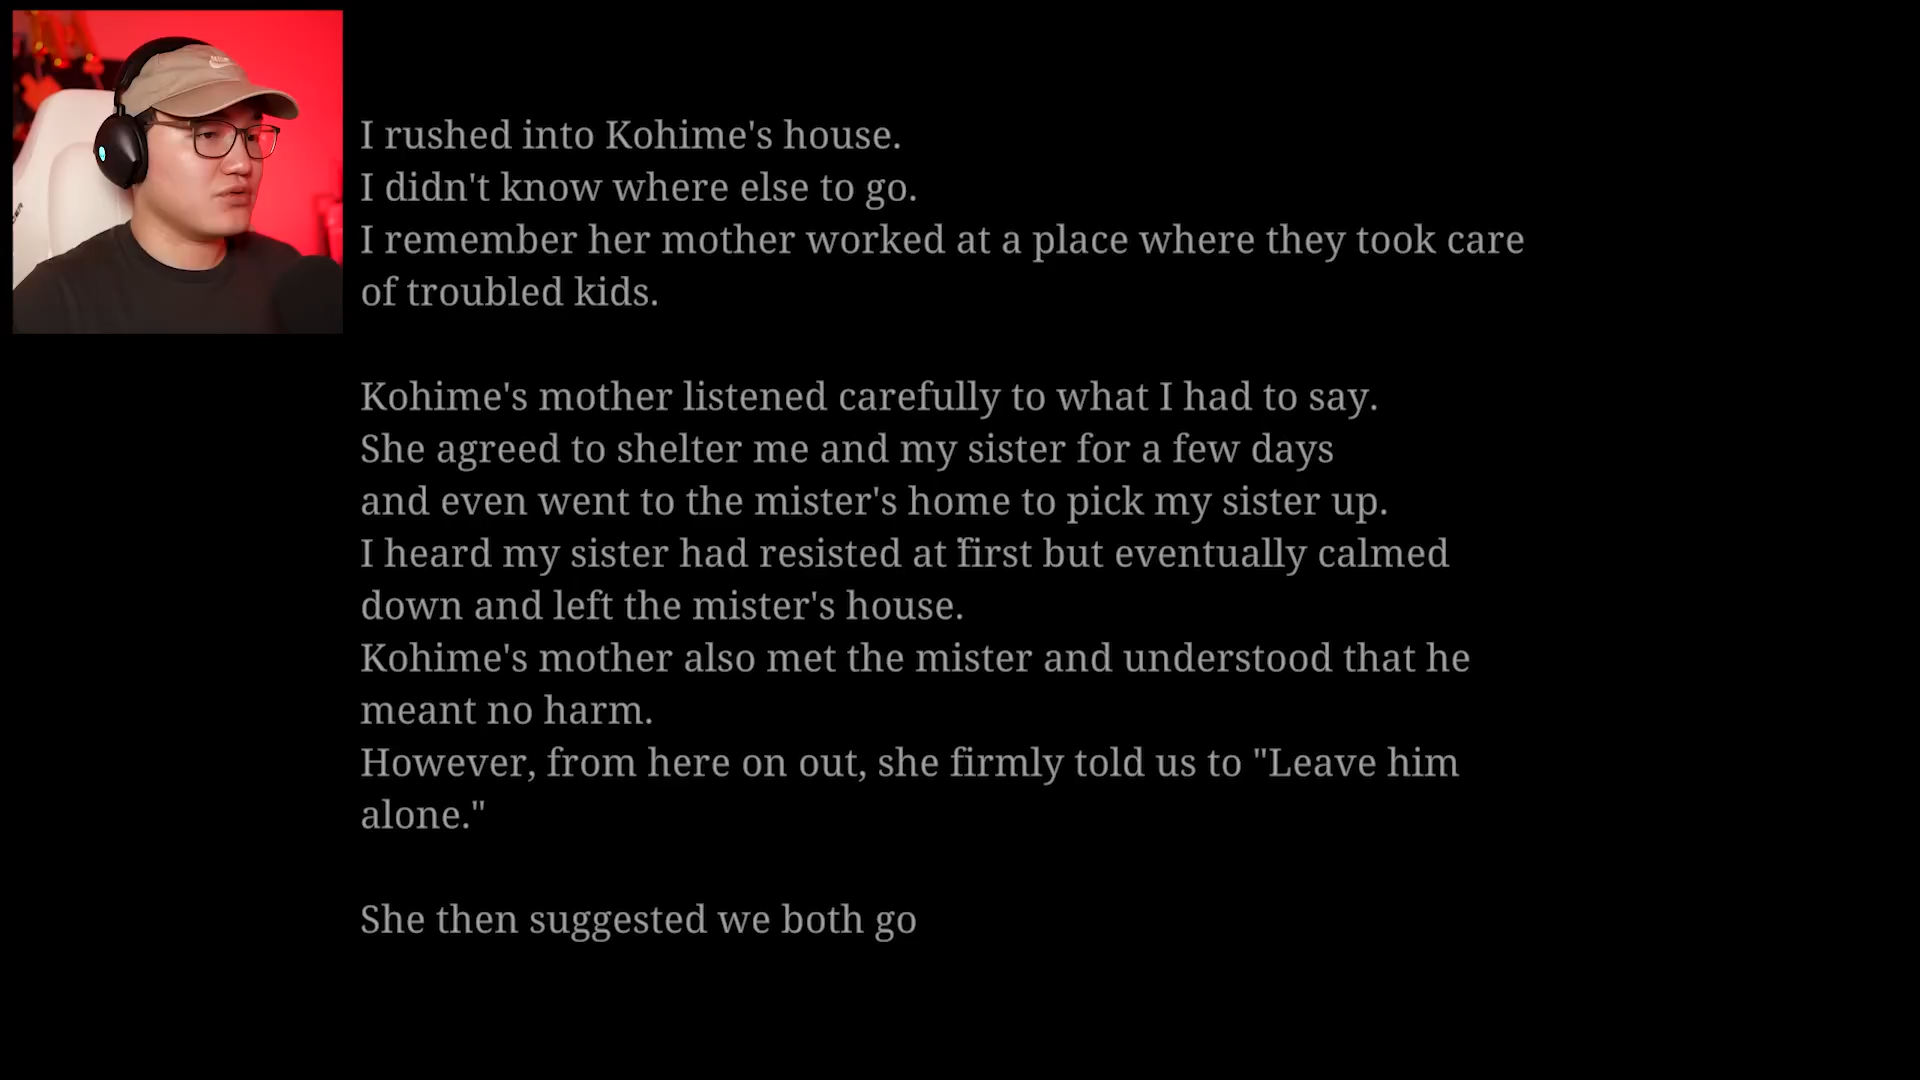 I rushed into Kohime's house.
I didn't know where else to go.
I remember her mother worked at a place where they took care
of troubled kids.
Kohime's mother listened carefully to what I had to say.
She agreed to shelter me and my sister for a few days
and even went to the mister's home to pick my sister up.
I heard my sister had resisted at first but eventually calmed
down and left the mister's house.
Kohime's mother also met the mister and understood that he
meant no harm.
However, from here on out, she firmly told us to "Leave him
alone."
She then suggested we both go